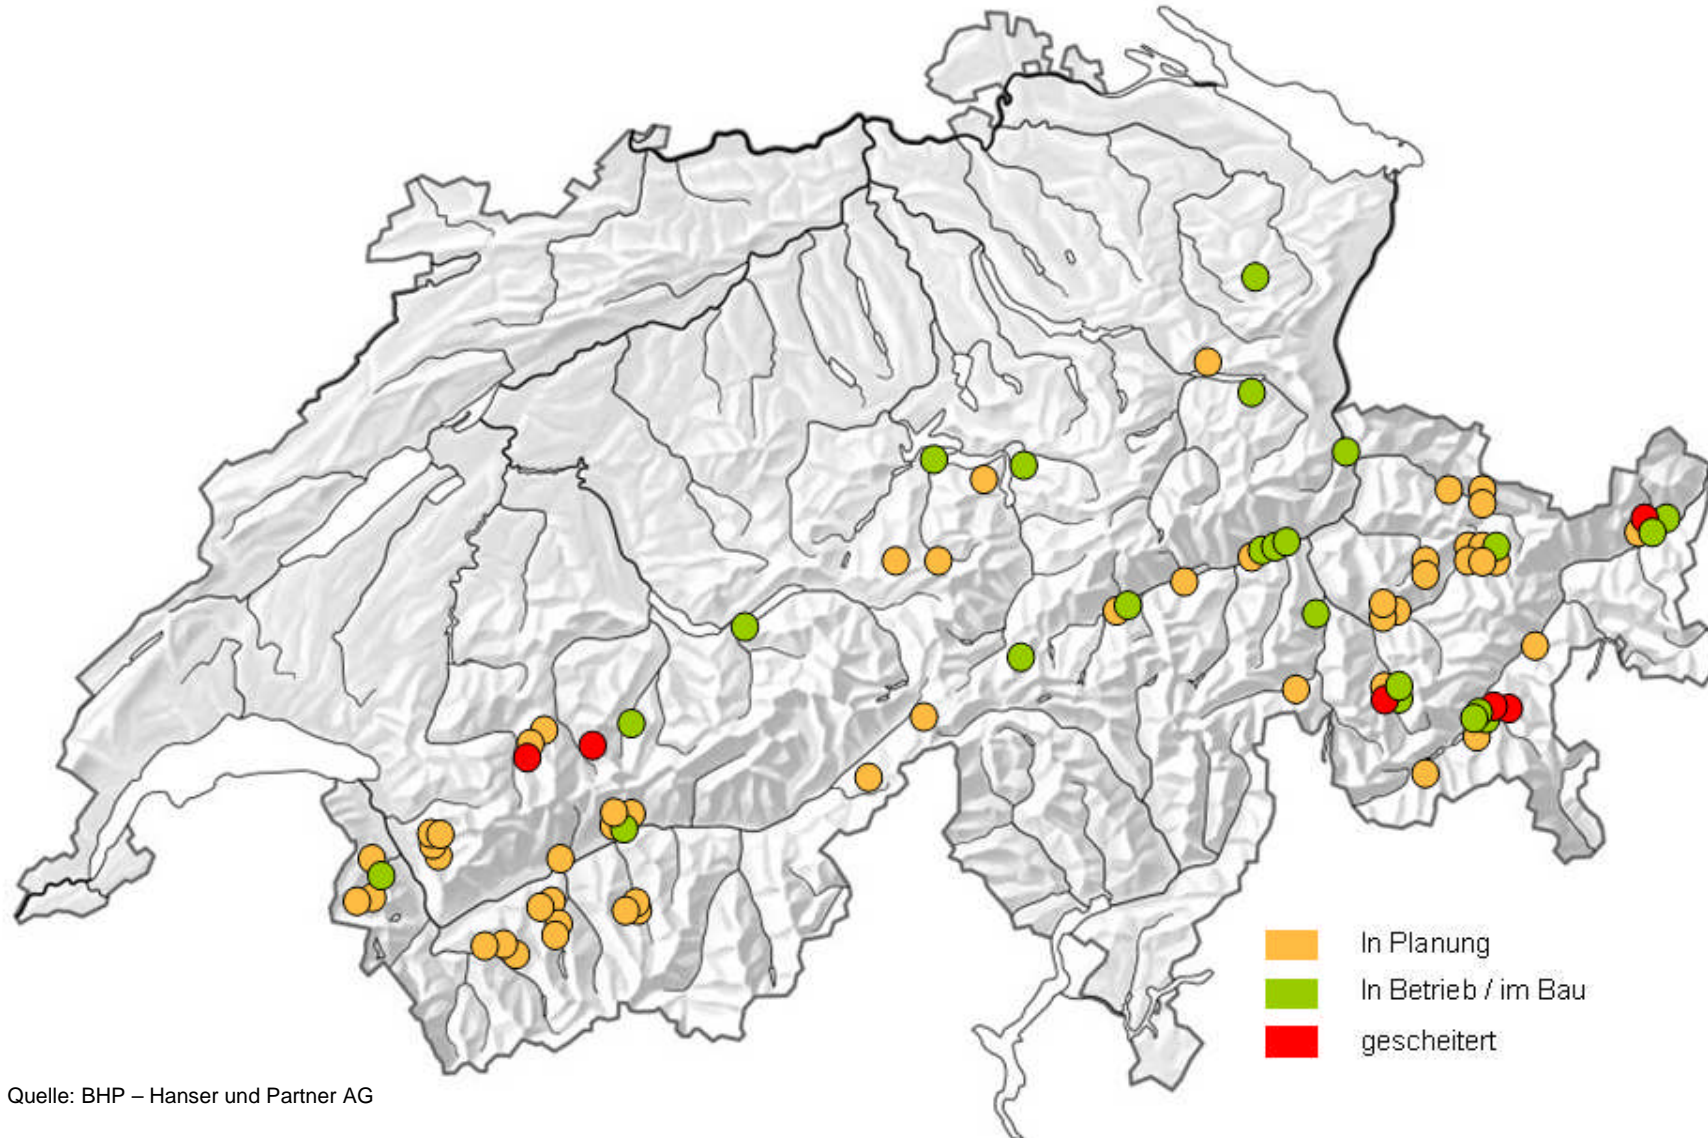 In Planung
In Betrieb / im Bau
gescheitert
Quelle: BHP – Hanser und Partner AG